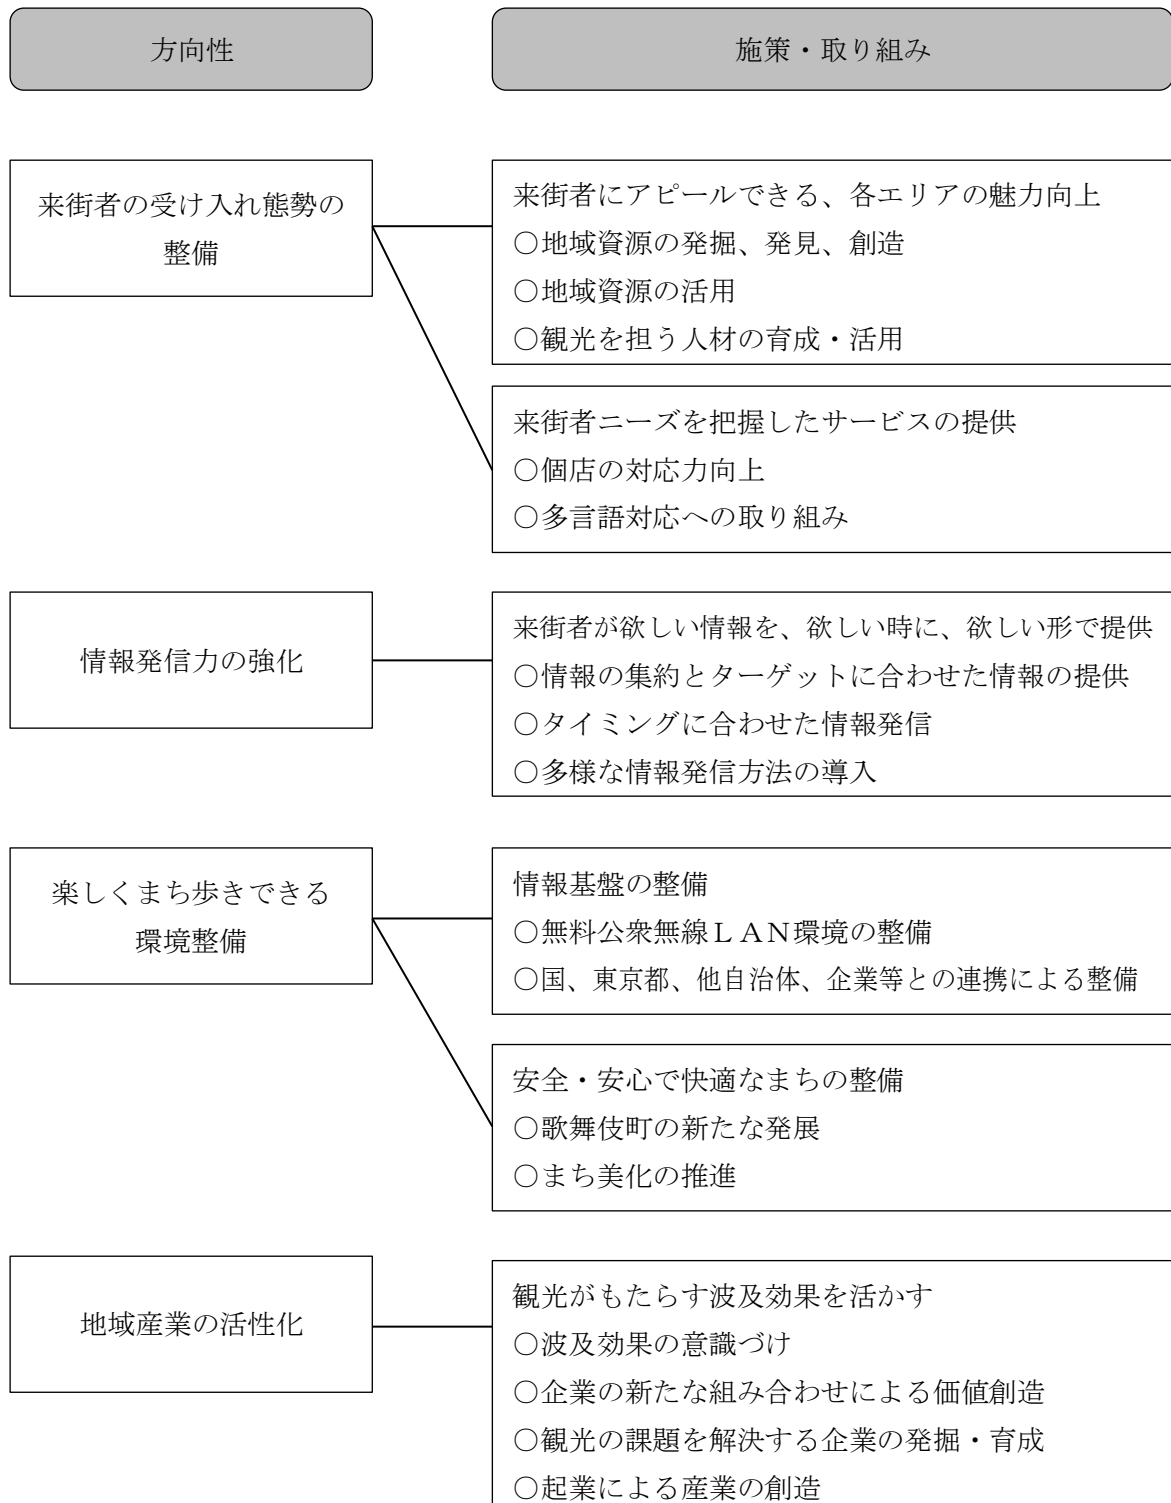 方向性
施策・取り組み
来街者の受け入れ態勢の
整備
来街者にアピールできる、各エリアの魅力向上
○地域資源の発掘、発見、創造
○地域資源の活用
○観光を担う人材の育成・活用
来街者ニーズを把握したサービスの提供
○個店の対応力向上
○多言語対応への取り組み
情報発信力の強化
来街者が欲しい情報を、欲しい時に、欲しい形で提供
○情報の集約とターゲットに合わせた情報の提供
○タイミングに合わせた情報発信
○多様な情報発信方法の導入
楽しくまち歩きできる
環境整備
情報基盤の整備
○無料公衆無線ＬＡＮ環境の整備
○国、東京都、他自治体、企業等との連携による整備
安全・安心で快適なまちの整備
○歌舞伎町の新たな発展
○まち美化の推進
地域産業の活性化
観光がもたらす波及効果を活かす
○波及効果の意識づけ
○企業の新たな組み合わせによる価値創造
○観光の課題を解決する企業の発掘・育成
○起業による産業の創造